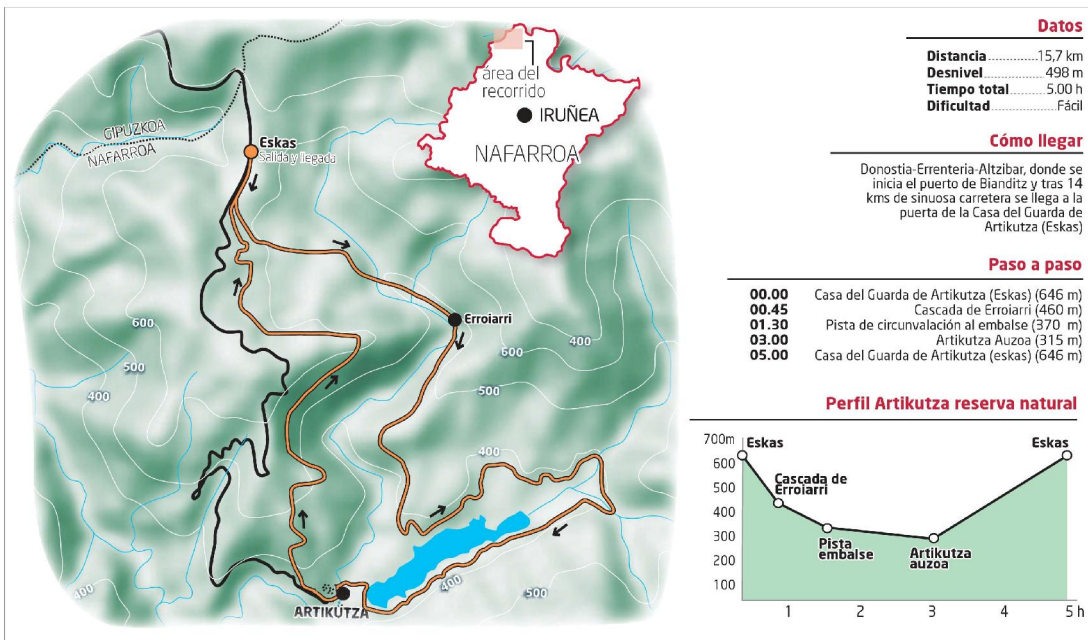 GIPUZKOA
NAFARROA
Eskas
Salida y llegada
Erroiarri
600
500
400
600
400
500
400
400
500
400
ARTIKUTZA
área del
recorrido
IRUÑEA
NAFARROA
Datos
Distancia 15,7 km
Desnivel 498 m
Tiempo total 5.00 h
Dificultad Fácil
Cómo llegar
Donostia-Errenteria-Altzibar, donde se
inicia el puerto de Bianditz y tras 14
kms de sinuosa carretera se llega a la
puerta de la Casa del Guarda de
Artikutza (Eskas)
Paso a paso
00.00 Casa del Guarda de Artikutza (Eskas) (646 m)
00.45 Cascada de Erroiarri (460 m)
01.30 Pista de circunvalación al embalse (370 m)
03.00 Artikutza Auzoa (315 m)
05.00 Casa del Guarda de Artikutza (eskas) (646 m)
Perfil Artikutza reserva natural
700m
600
500
400
300
200
100
Eskas
Cascada de
Erroiarri
Pista
embalse
Artikutza
auzoa
Eskas
1 2 3 4 5 h